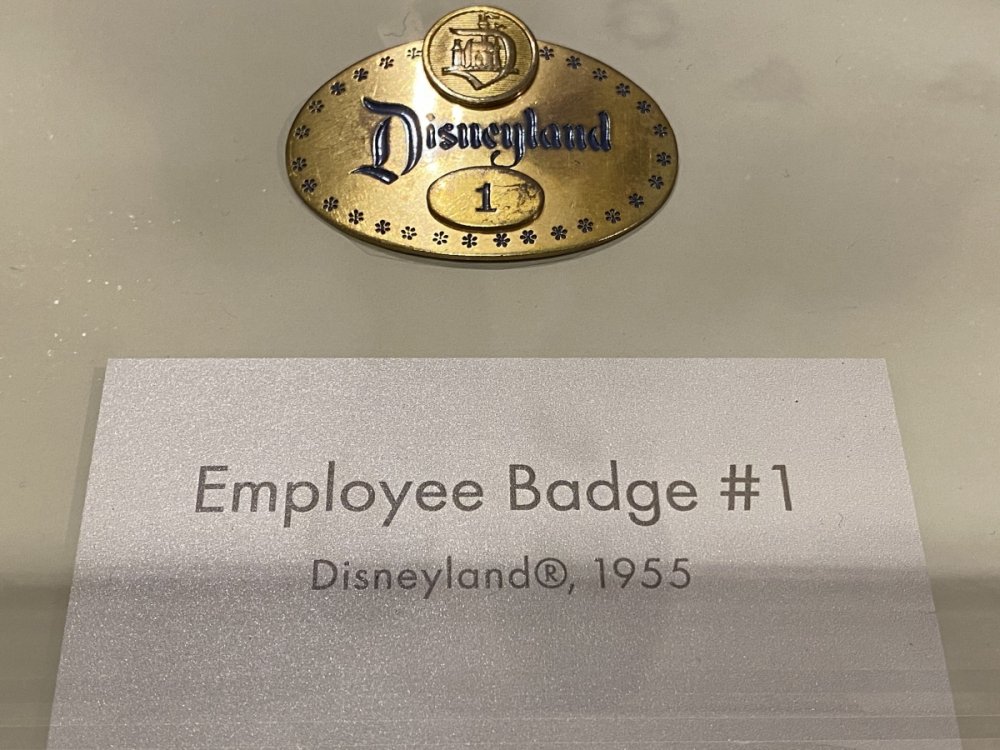 D
Disneyland
1
Employee Badge #1
Disneyland®, 1955